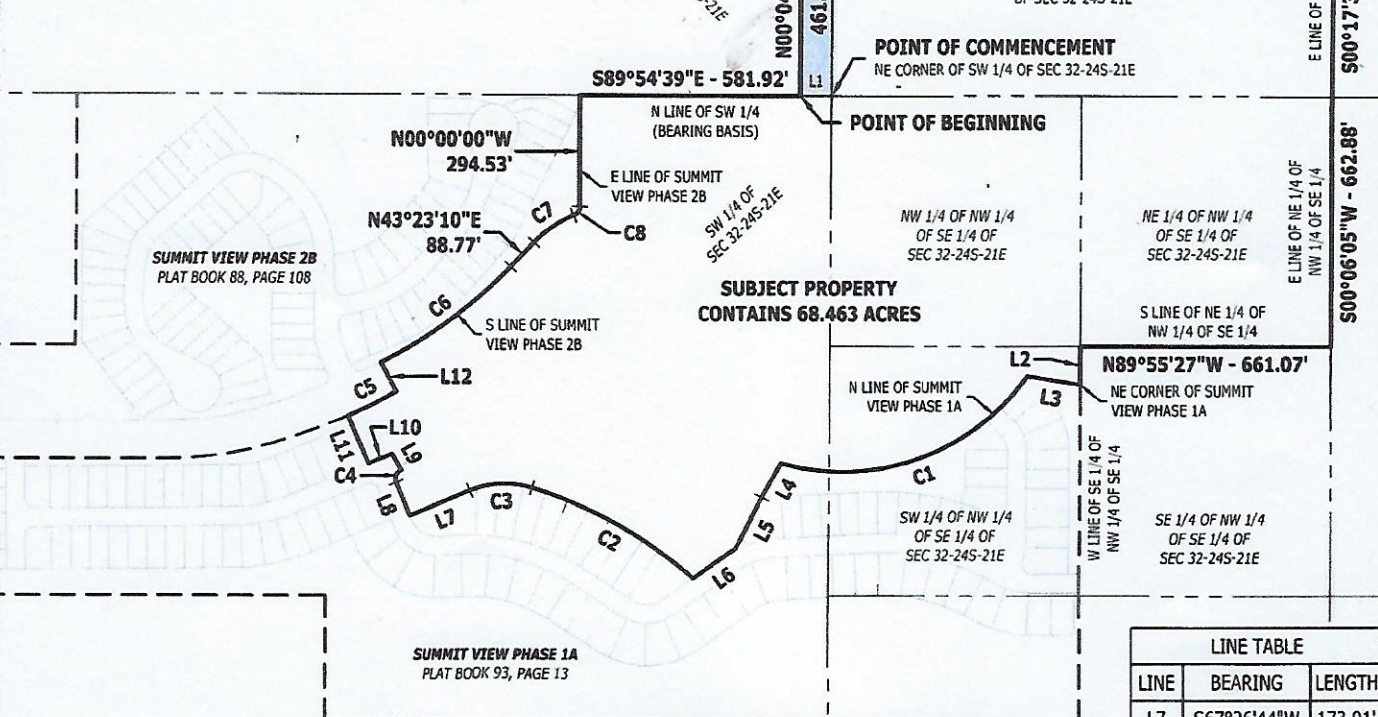 OF SEC 32-24S-21E
-21E
N00°04
461.
L1
E LINE OF
S00°17'3
POINT OF COMMENCEMENT
NE CORNER OF SW 1/4 OF SEC 32-24S-21E
S89°54'39"E - 581.92'
N LINE OF SW 1/4
(BEARING BASIS)
POINT OF BEGINNING
N00°00'00"W
294.53'
E LINE OF SUMMIT
VIEW PHASE 2B
SW 1/4 OF
SEC 32-24S-21E
N43°23'10"E
88.77'
C7
C8
NW 1/4 OF NW 1/4
OF SE 1/4 OF
SEC 32-24S-21E
NE 1/4 OF NW 1/4
OF SE 1/4 OF
SEC 32-24S-21E
E LINE OF NE 1/4 OF
NW 1/4 OF SE 1/4
S00°06'05"W - 662.88'
SUMMIT VIEW PHASE 2B
PLAT BOOK 88, PAGE 108
SUBJECT PROPERTY
CONTAINS 68.463 ACRES
C6
S LINE OF SUMMIT
VIEW PHASE 2B
S LINE OF NE 1/4 OF
NW 1/4 OF SE 1/4
L2
N89°55'27"W - 661.07'
L12
C5
N LINE OF SUMMIT
VIEW PHASE 1A
L3
NE CORNER OF SUMMIT
VIEW PHASE 1A
L10
L11
L9
C4
L8
L7
C3
C2
L6
L5
L4
C1
W LINE OF SE 1/4 OF
NW 1/4 OF SE 1/4
SW 1/4 OF NW 1/4
OF SE 1/4 OF
SEC 32-24S-21E
SE 1/4 OF NW 1/4
OF SE 1/4 OF
SEC 32-24S-21E
SUMMIT VIEW PHASE 1A
PLAT BOOK 93, PAGE 13
LINE TABLE
LINE BEARING LENGTH